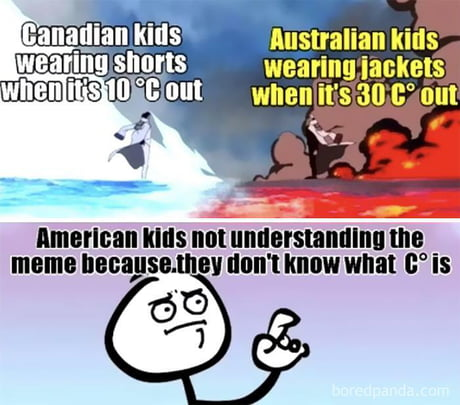 Canadian kids
wearing shorts
when it's 10 °C out
Australian kids
wearing jackets
when it's 30 C° out
American kids not understanding the
meme because they don't know what C° is
boredpanda.com